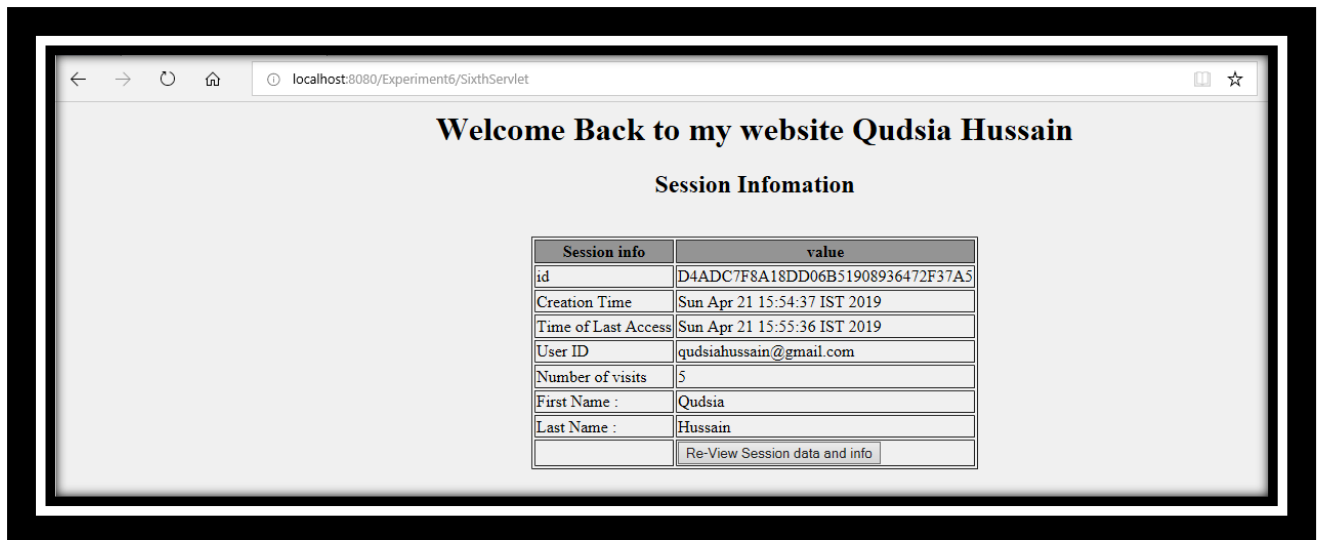 localhost:8080/Experiment6/SixthServlet
Welcome Back to my website Qudsia Hussain
Session Infomation
Session info value
id D4ADC7F8A18DD06B51908936472F37A5
Creation Time Sun Apr 21 15:54:37 IST 2019
Time of Last Access Sun Apr 21 15:55:36 IST 2019
User ID qudsiahussain@gmail.com
Number of visits 5
First Name : Qudsia
Last Name : Hussain
Re-View Session data and info